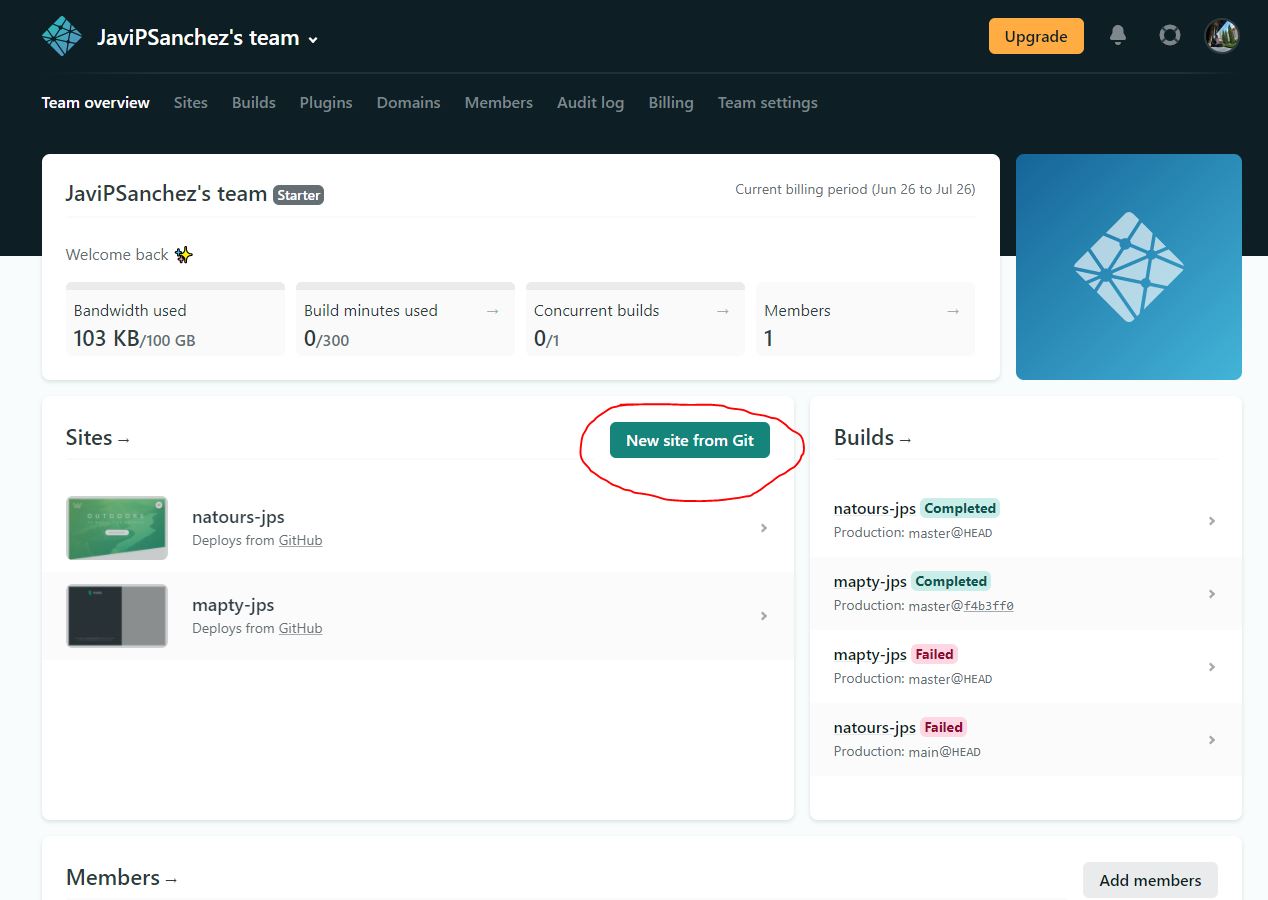 JaviPSanchez's team
Upgrade
Team overview Sites Builds Plugins Domains Members Audit log Billing Team settings
JaviPSanchez's team Starter
Current billing period (Jun 26 to Jul 26)
Welcome back ✨
Bandwidth used
103 KB/100 GB
Build minutes used →
0/300
Concurrent builds →
0/1
Members →
1
Sites →
New site from Git
OUTDOORS
natours-jps
Deploys from GitHub
mapty-jps
Deploys from GitHub
Builds →
natours-jps Completed
Production: master@HEAD
mapty-jps Completed
Production: master@f4b3ff0
mapty-jps Failed
Production: master@HEAD
natours-jps Failed
Production: main@HEAD
Members →
Add members